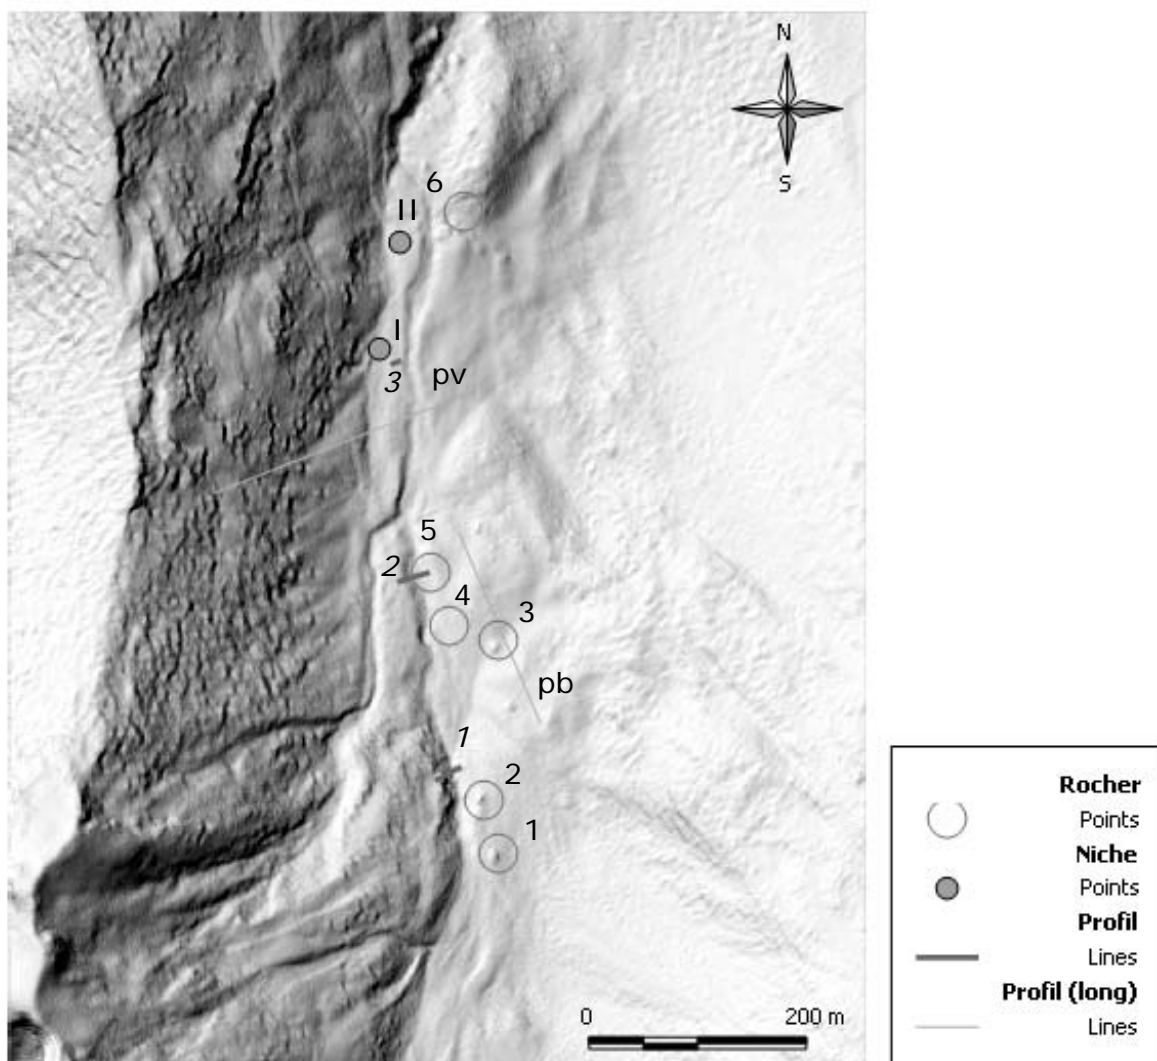 N
S
6
II
I
3
pv
5
2
4
3
pb
1
2
1
0 200 m
Rocher
Points
Niche
Points
Profil
Lines
Profil (long)
Lines